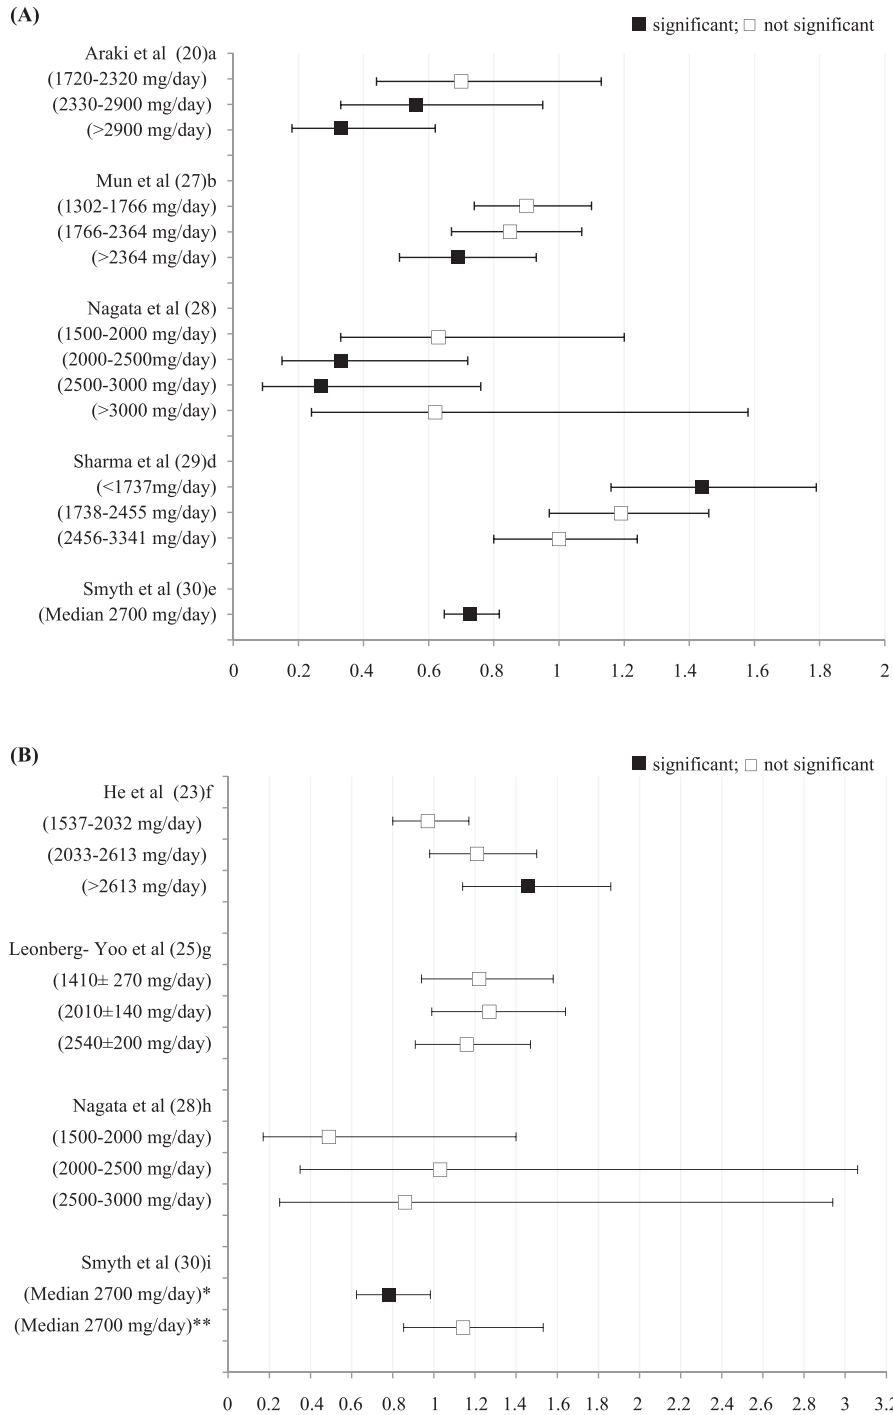 (A)
■ significant; □ not significant
Araki et al (20)a
(1720-2320 mg/day)
(2330-2900 mg/day)
(>2900 mg/day)
Mun et al (27)b
(1302-1766 mg/day)
(1766-2364 mg/day)
(>2364 mg/day)
Nagata et al (28)
(1500-2000 mg/day)
(2000-2500mg/day)
(2500-3000 mg/day)
(>3000 mg/day)
Sharma et al (29)d
(<1737mg/day)
(1738-2455 mg/day)
(2456-3341 mg/day)
Smyth et al (30)e
(Median 2700 mg/day)
0 0.2 0.4 0.6 0.8 1 1.2 1.4 1.6 1.8 2
(B)
■ significant; □ not significant
He et al (23)f
(1537-2032 mg/day)
(2033-2613 mg/day)
(>2613 mg/day)
Leonberg- Yoo et al (25)g
(1410± 270 mg/day)
(2010±140 mg/day)
(2540±200 mg/day)
Nagata et al (28)h
(1500-2000 mg/day)
(2000-2500 mg/day)
(2500-3000 mg/day)
Smyth et al (30)i
(Median 2700 mg/day)*
(Median 2700 mg/day)**
0 0.2 0.4 0.6 0.8 1 1.2 1.4 1.6 1.8 2 2.2 2.4 2.6 2.8 3 3.2